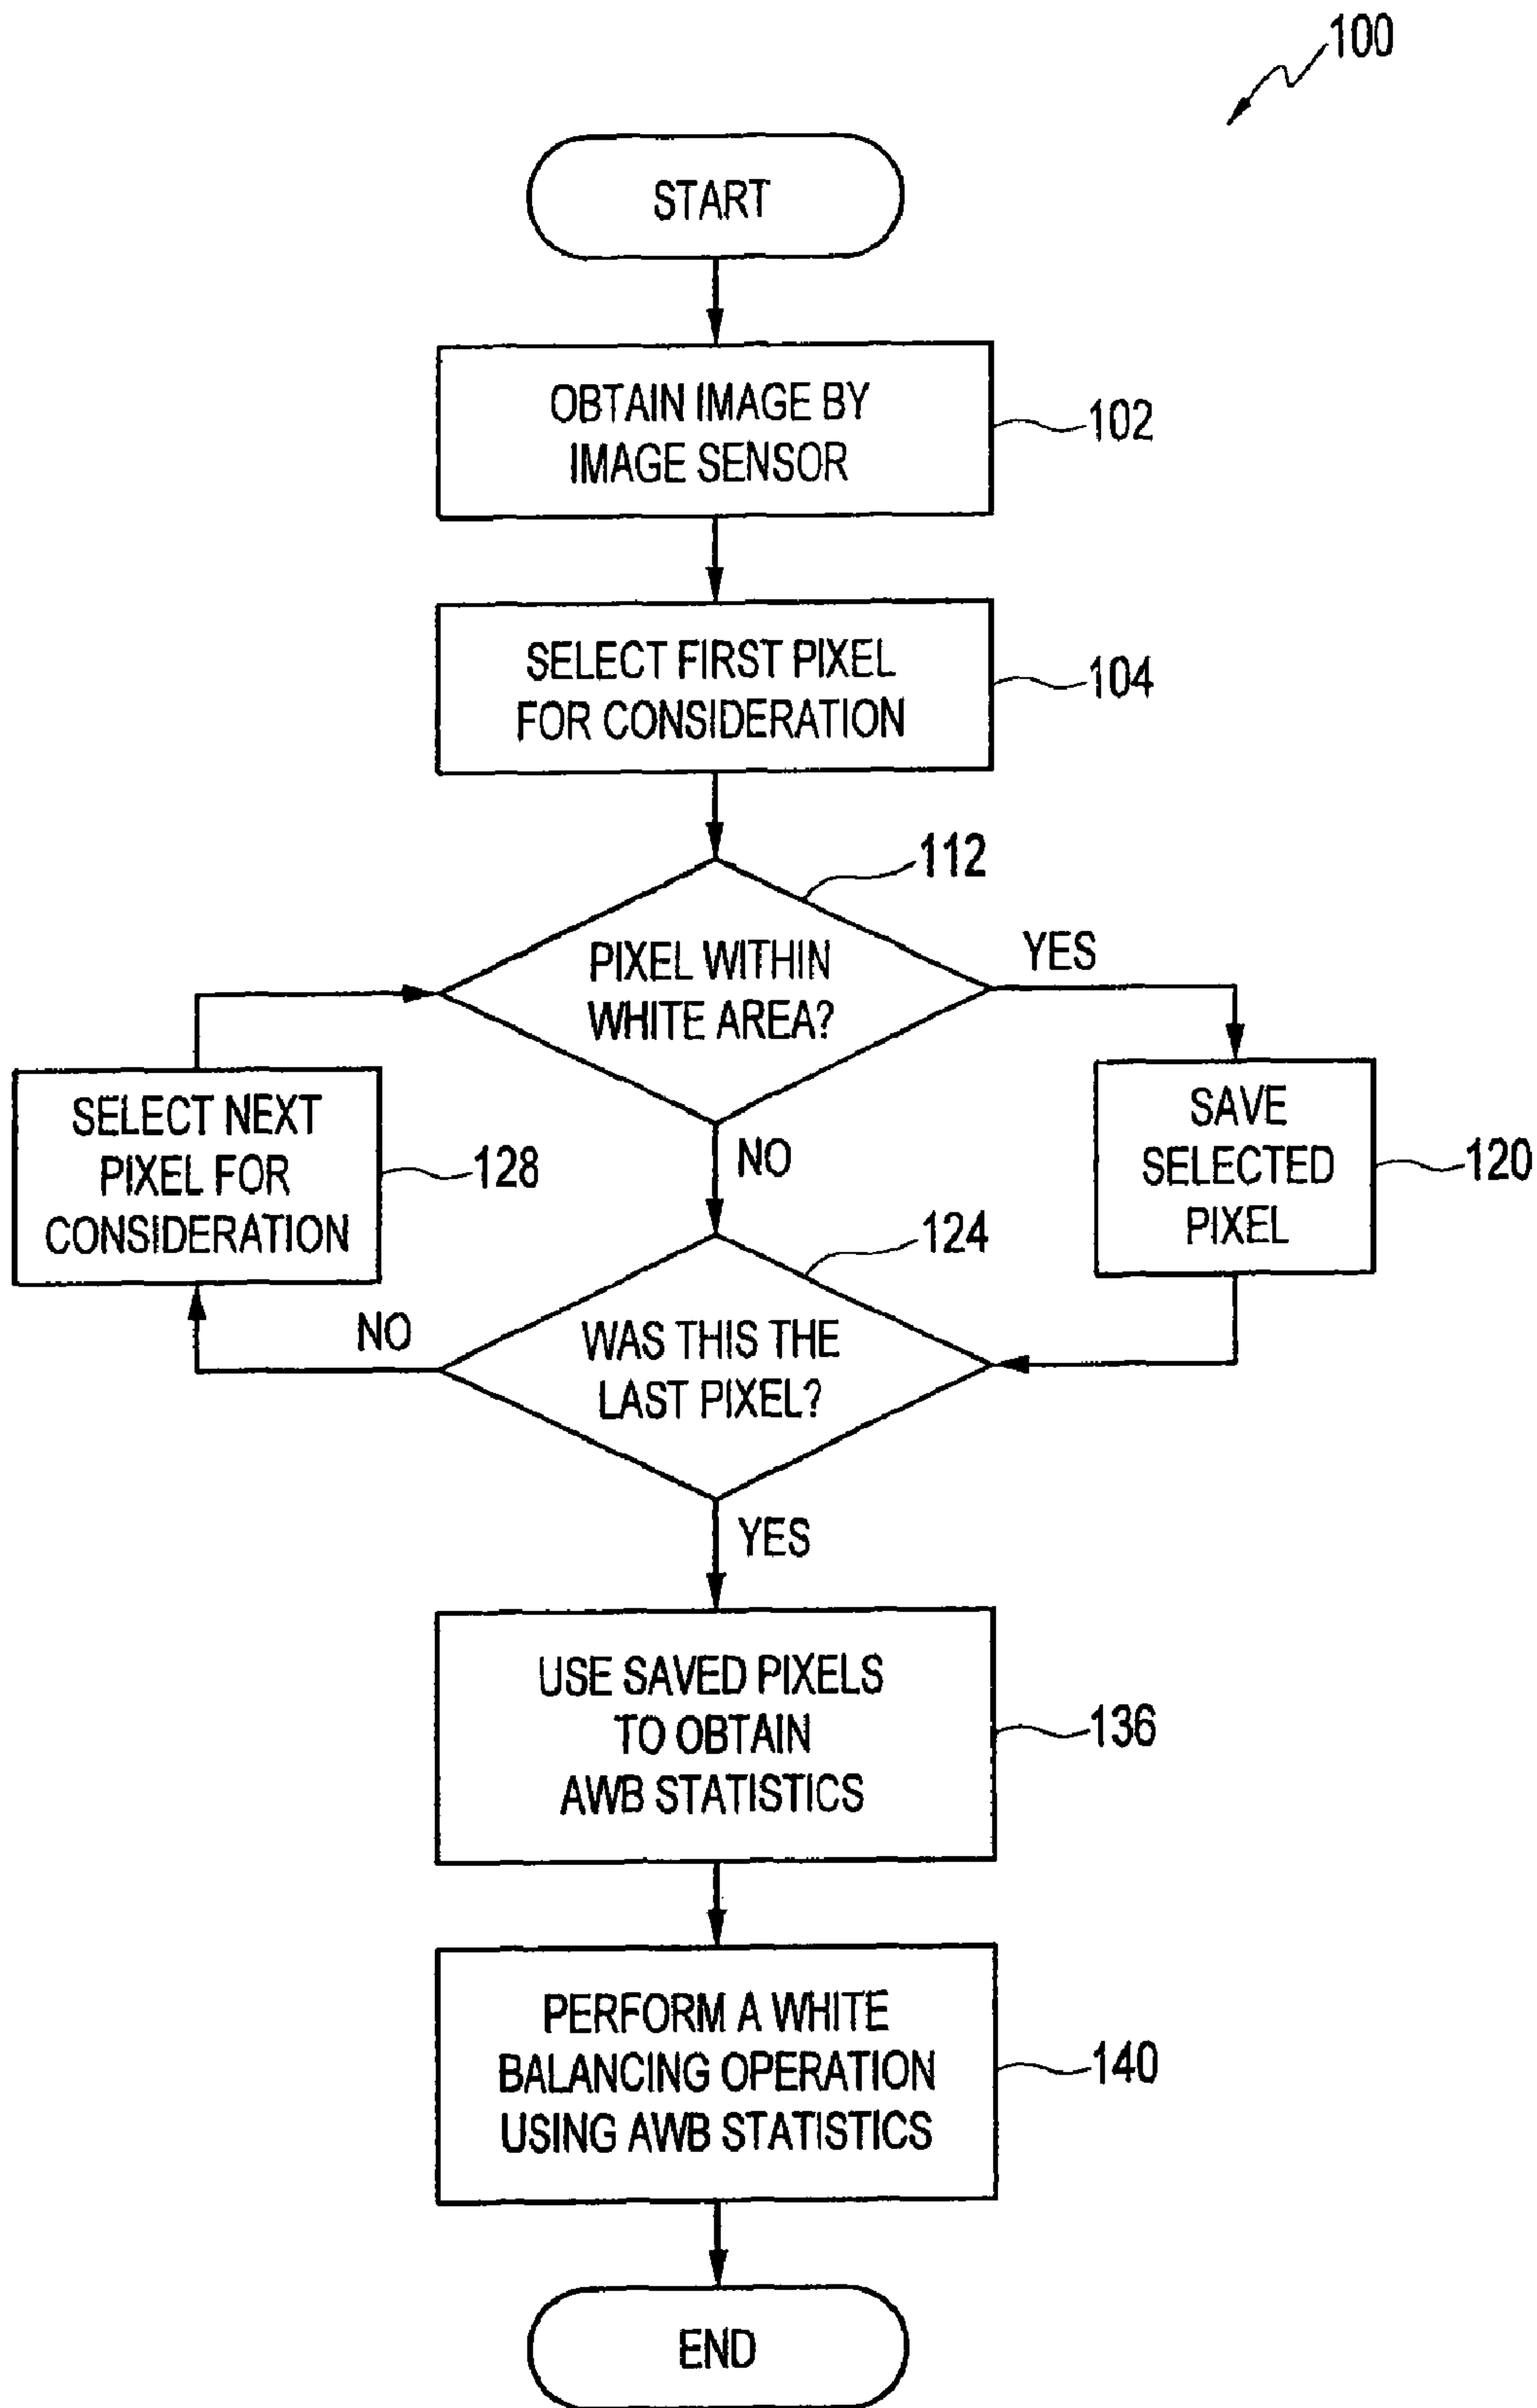 100
START
OBTAIN IMAGE BY
IMAGE SENSOR
102
SELECT FIRST PIXEL
FOR CONSIDERATION
104
112
PIXEL WITHIN
WHITE AREA?
YES
NO
SAVE
SELECTED
PIXEL
120
SELECT NEXT
PIXEL FOR
CONSIDERATION
128
124
WAS THIS THE
LAST PIXEL?
NO
YES
USE SAVED PIXELS
TO OBTAIN
AWB STATISTICS
136
PERFORM A WHITE
BALANCING OPERATION
USING AWB STATISTICS
140
END